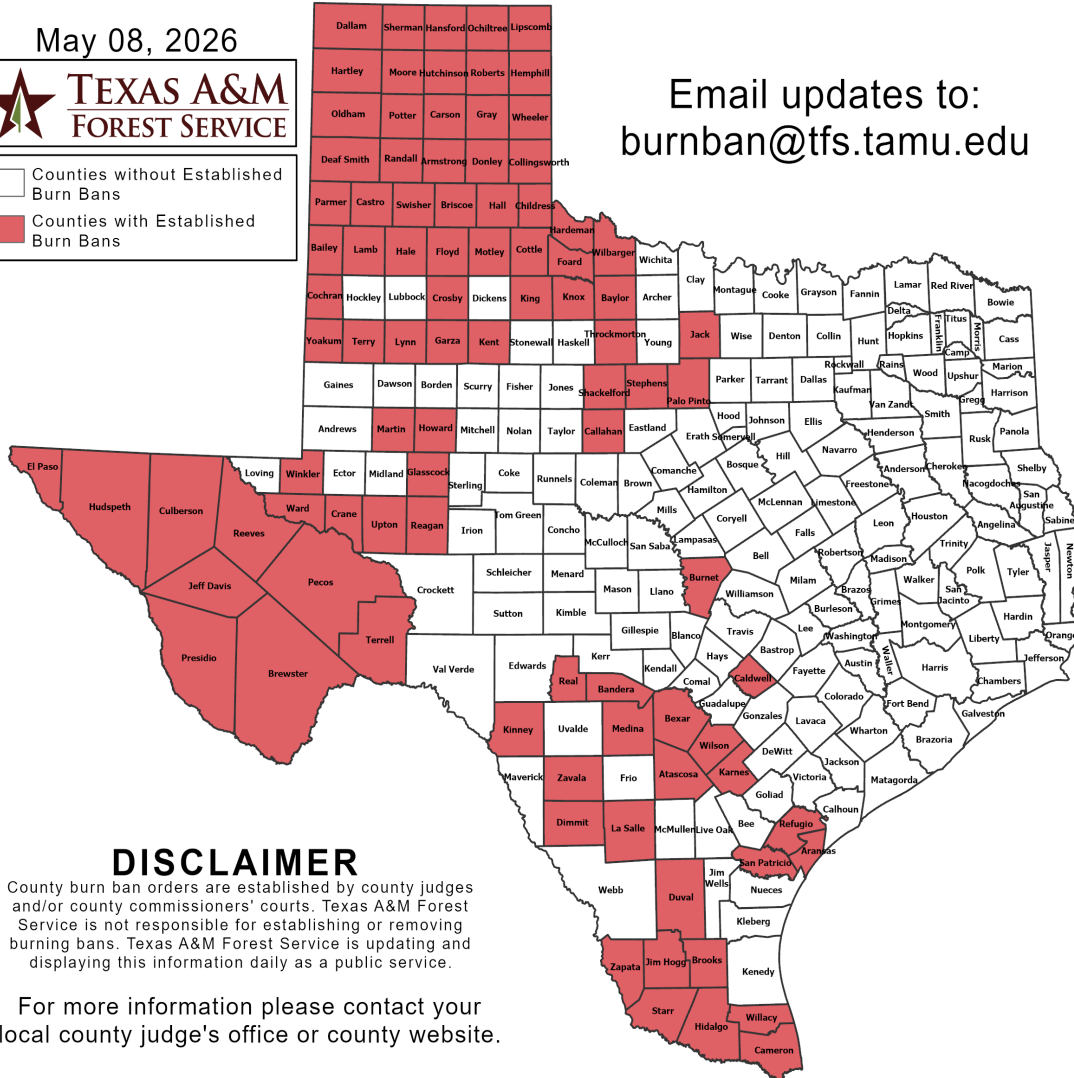 May 08, 2026
TEXAS A&M
FOREST SERVICE
Counties without Established
Burn Bans
Counties with Established
Burn Bans
Email updates to:
burnban@tfs.tamu.edu
Dallam Sherman Hansford Ochiltree Lipscomb
Hartley Moore Hutchinson Roberts Hemphill
Oldham Potter Carson Gray Wheeler
Deaf Smith Randall Armstrong Donley Collingsworth
Parmer Castro Swisher Briscoe Hall Childress
Hardeman
Bailey Lamb Hale Floyd Motley Cottle Foard Wilbarger Wichita
Clay Montague Cooke Grayson Fannin Lamar Red River Bowie
Cochran Hockley Lubbock Crosby Dickens King Knox Baylor Archer
Delta Franklin Titus Morris Cass
Yoakum Terry Lynn Garza Kent Stonewall Haskell Throckmorton Young Jack Wise Denton Collin Hunt Hopkins
Camp Rockwall Rains Wood Upshur Marion
Gaines Dawson Borden Scurry Fisher Jones Shackelford Stephens Palo Pinto Parker Tarrant Dallas Kaufman Van Zandt Gregg Harrison
Andrews Martin Howard Mitchell Nolan Taylor Callahan Eastland Erath Hood Somervell Johnson Ellis Henderson Smith Rusk Panola
El Paso Loving Winkler Ector Midland Glasscock Sterling Coke Runnels Coleman Brown Comanche Bosque Hill Navarro Anderson Cherokee Nacogdoches Shelby
Hudspeth Culberson Reeves Ward Crane Upton Reagan Irion Tom Green Concho Mills Hamilton McLennan Limestone Freestone San Augustine Sabine
McCulloch San Saba Lampasas Coryell Falls Leon Houston Angelina
Jeff Davis Pecos Crockett Schleicher Menard Mason Llano Burnet Bell Milam Robertson Madison Trinity Polk Tyler Jasper Newton
Sutton Kimble Williamson Brazos Grimes Walker San Jacinto Hardin
Presidio Brewster Terrell Val Verde Edwards Gillespie Blanco Travis Lee Burleson Washington Montgomery Liberty Orange
Real Kerr Kendall Hays Comal Bastrop Caldwell Fayette Austin Waller Harris Jefferson Chambers
Bandera Guadalupe Gonzales Colorado Fort Bend Galveston
Kinney Uvalde Medina Bexar Wilson Lavaca Wharton Brazoria
Maverick Zavala Frio Atascosa Karnes DeWitt Victoria Jackson Matagorda
Goliad Calhoun
Dimmit La Salle McMullen Live Oak Bee Refugio
Aransas San Patricio
Webb Duval Jim Wells Nueces
Kleberg
Zapata Jim Hogg Brooks Kenedy
Starr Hidalgo Willacy
Cameron
DISCLAIMER
County burn ban orders are established by county judges
and/or county commissioners' courts. Texas A&M Forest
Service is not responsible for establishing or removing
burning bans. Texas A&M Forest Service is updating and
displaying this information daily as a public service.
For more information please contact your
local county judge's office or county website.